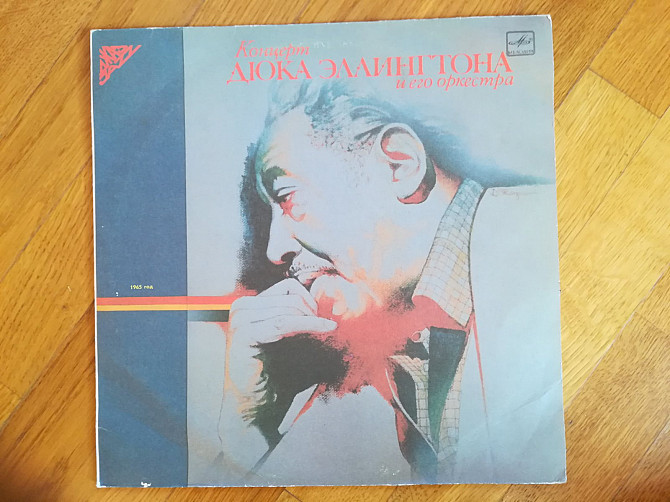 Концерт
ДЮКА ЭЛЛИНГТОНА
и его оркестра
1965 год